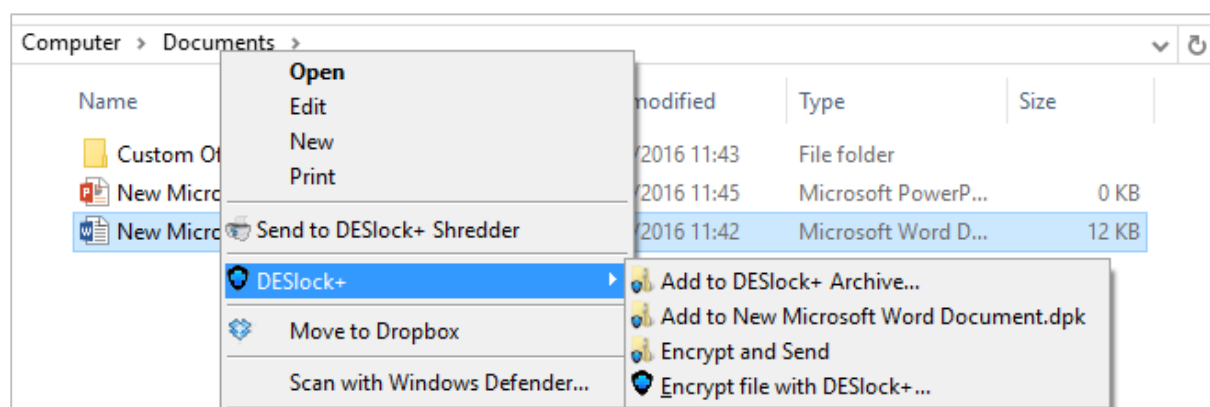 Computer > Documents >
Open
Name modified Type Size
Edit
New
Custom Of /2016 11:43 File folder
Print
New Micro /2016 11:45 Microsoft PowerP... 0 KB
New Micro Send to DESlock+ Shredder /2016 11:42 Microsoft Word D... 12 KB
DESlock+ Add to DESlock+ Archive...
Add to New Microsoft Word Document.dpk
Move to Dropbox
Encrypt and Send
Scan with Windows Defender... Encrypt file with DESlock+...